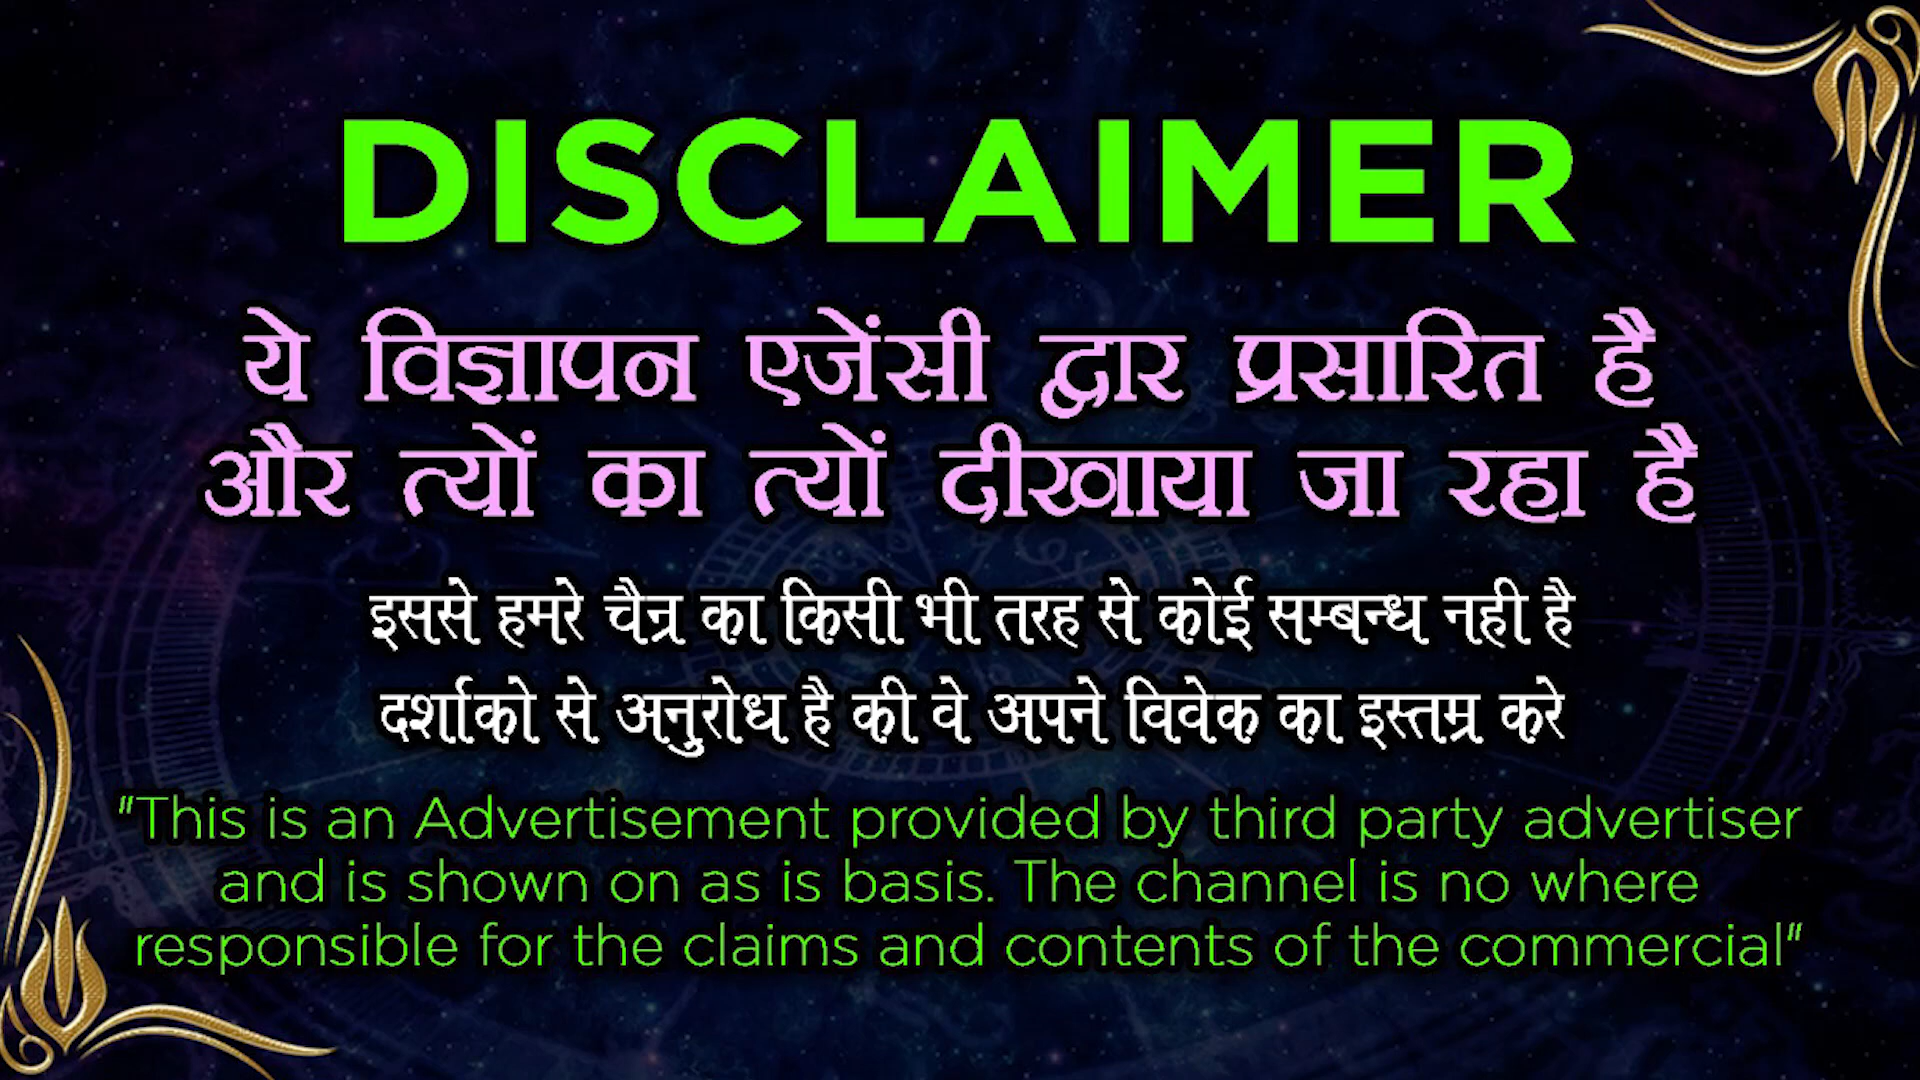 DISCLAIMER
ये विज्ञापन एजेंसी द्वार प्रसारित है
और त्यों का त्यों दीखाया जा रहा है
इससे हमरे चैन्र का किसी भी तरह से कोई सम्बन्ध नही है
दर्शाको से अनुरोध है की वे अपने विवेक का इस्तम्र करे
"This is an Advertisement provided by third party advertiser
and is shown on as is basis. The channel is no where
responsible for the claims and contents of the commercial"